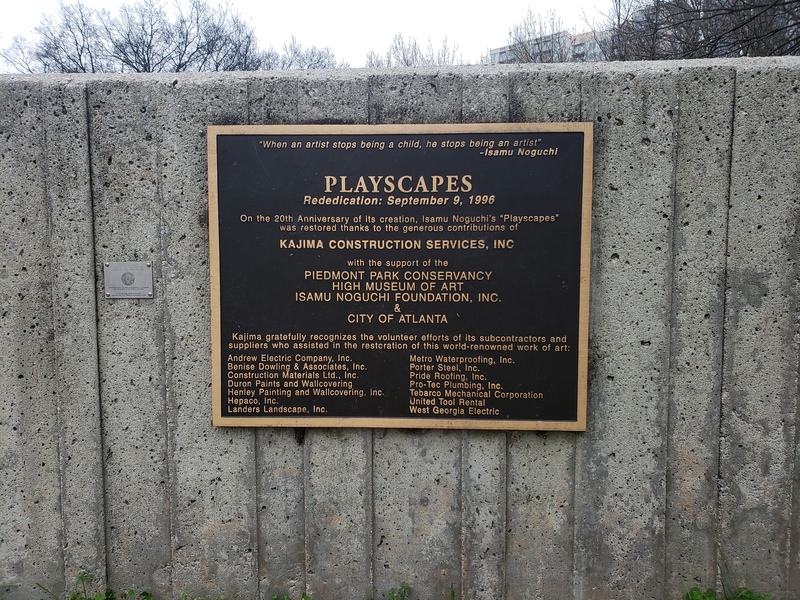 "When an artist stops being a child, he stops being an artist"
-Isamu Noguchi
PLAYSCAPES
Rededication: September 9, 1996
On the 20th Anniversary of its creation, Isamu Noguchi's "Playscapes"
was restored thanks to the generous contributions of
KAJIMA CONSTRUCTION SERVICES, INC
with the support of the
PIEDMONT PARK CONSERVANCY
HIGH MUSEUM OF ART
ISAMU NOGUCHI FOUNDATION, INC.
&
CITY OF ATLANTA
Kajima gratefully recognizes the volunteer efforts of its subcontractors and
suppliers who assisted in the restoration of this world-renowned work of art:
Andrew Electric Company, Inc.
Benise Dowling & Associates, Inc.
Construction Materials Ltd., Inc.
Duron Paints and Wallcovering
Henley Painting and Wallcovering, Inc.
Hepaco, Inc.
Landers Landscape, Inc.
Metro Waterproofing, Inc.
Porter Steel, Inc.
Pride Roofing, Inc.
Pro-Tec Plumbing, Inc.
Tebarco Mechanical Corporation
United Tool Rental
West Georgia Electric